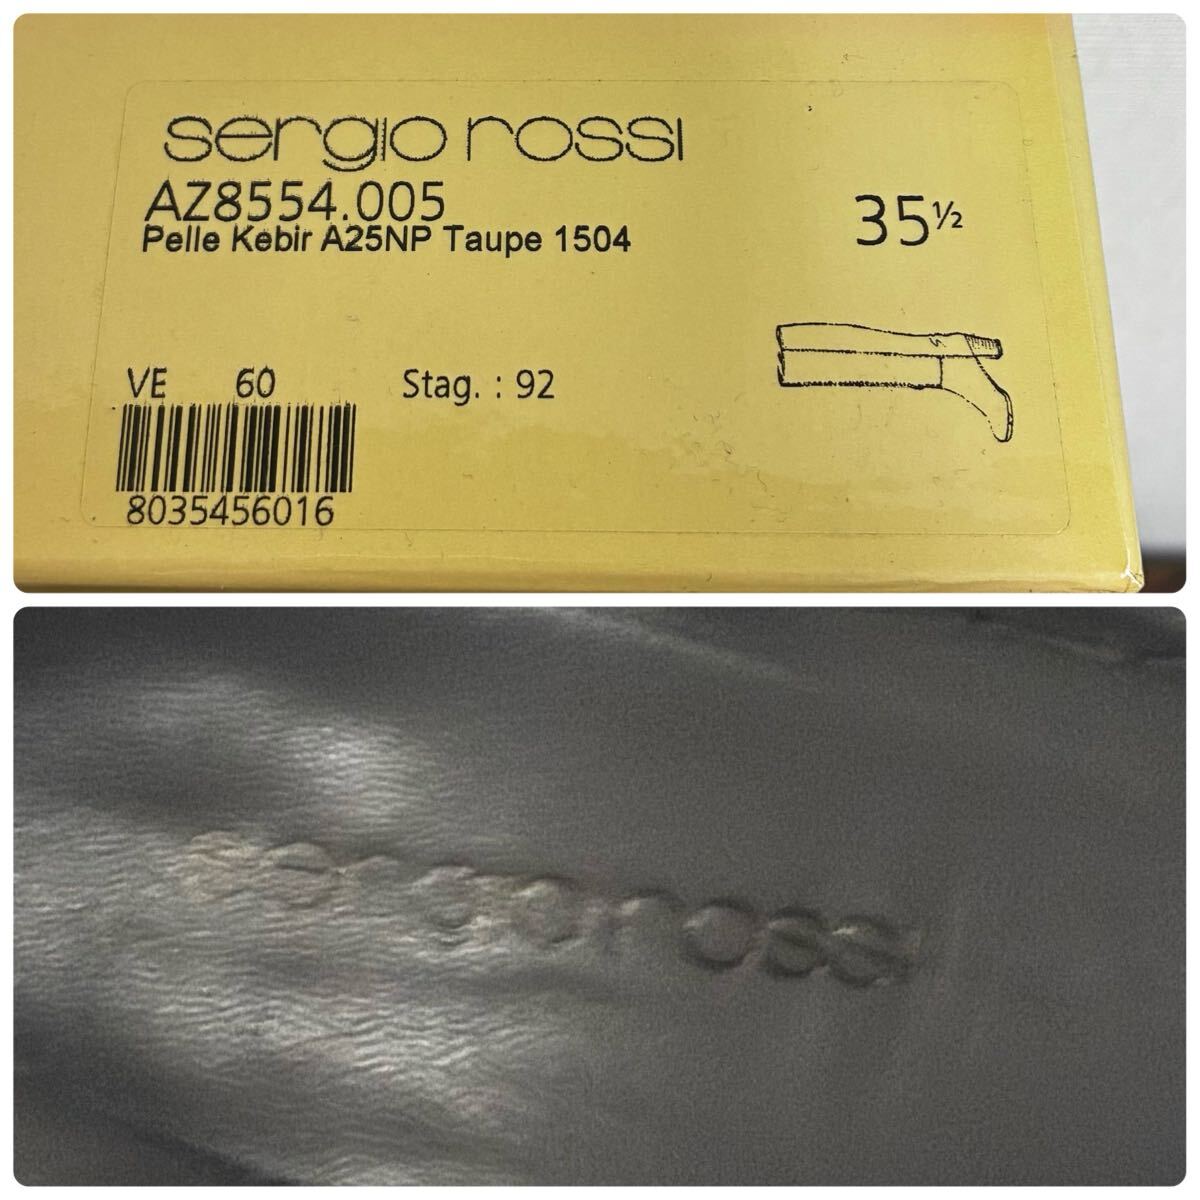 sergio rossi
AZ8554.005
Pelle Kebir A25NP Taupe 1504
35½
VE 60 Stag. : 92
8035456016
sergio rossi